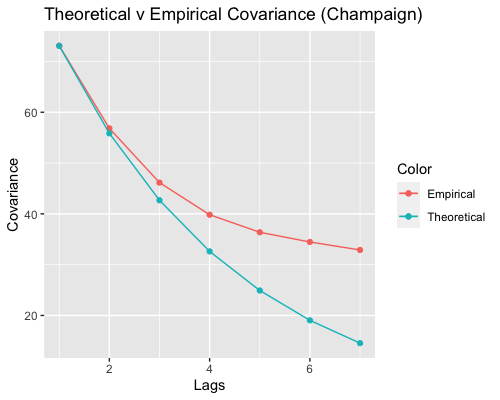 Theoretical v Empirical Covariance (Champaign)
Covariance
60
40
20
2
4
6
Lags
Color
Empirical
Theoretical